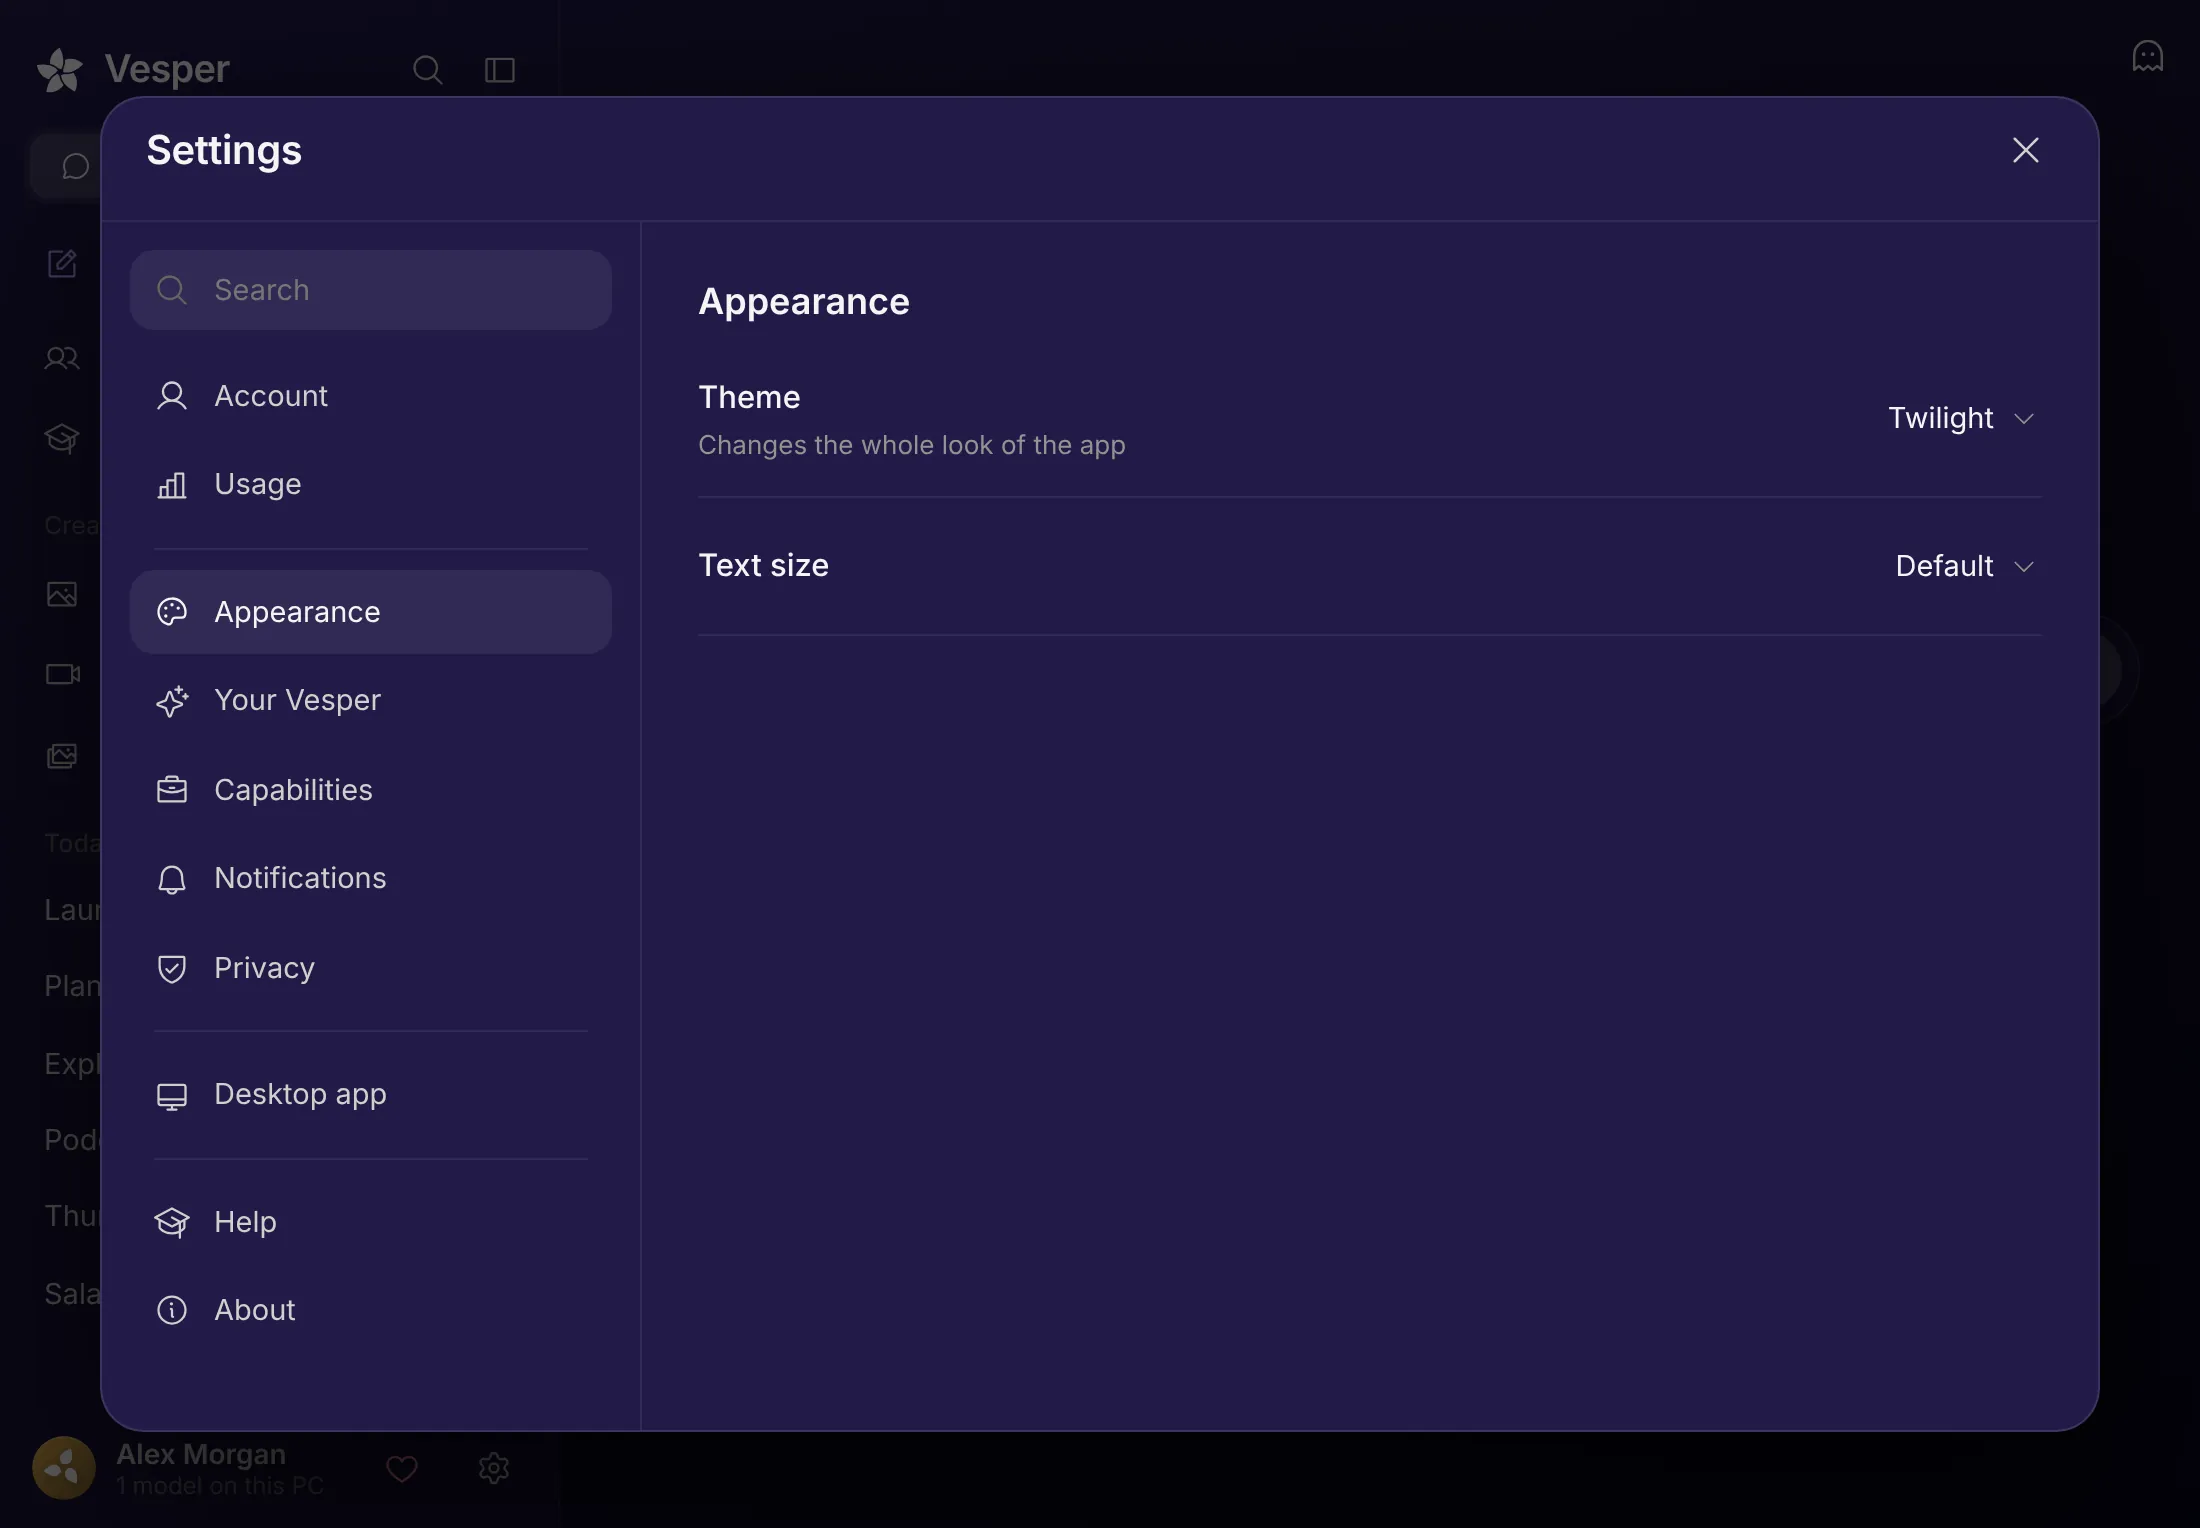 Vesper
Settings
Search
Account
Usage
Appearance
Your Vesper
Capabilities
Notifications
Privacy
Desktop app
Help
About
Appearance
Theme
Changes the whole look of the app
Twilight
Text size
Default
Alex Morgan
1 model on this PC